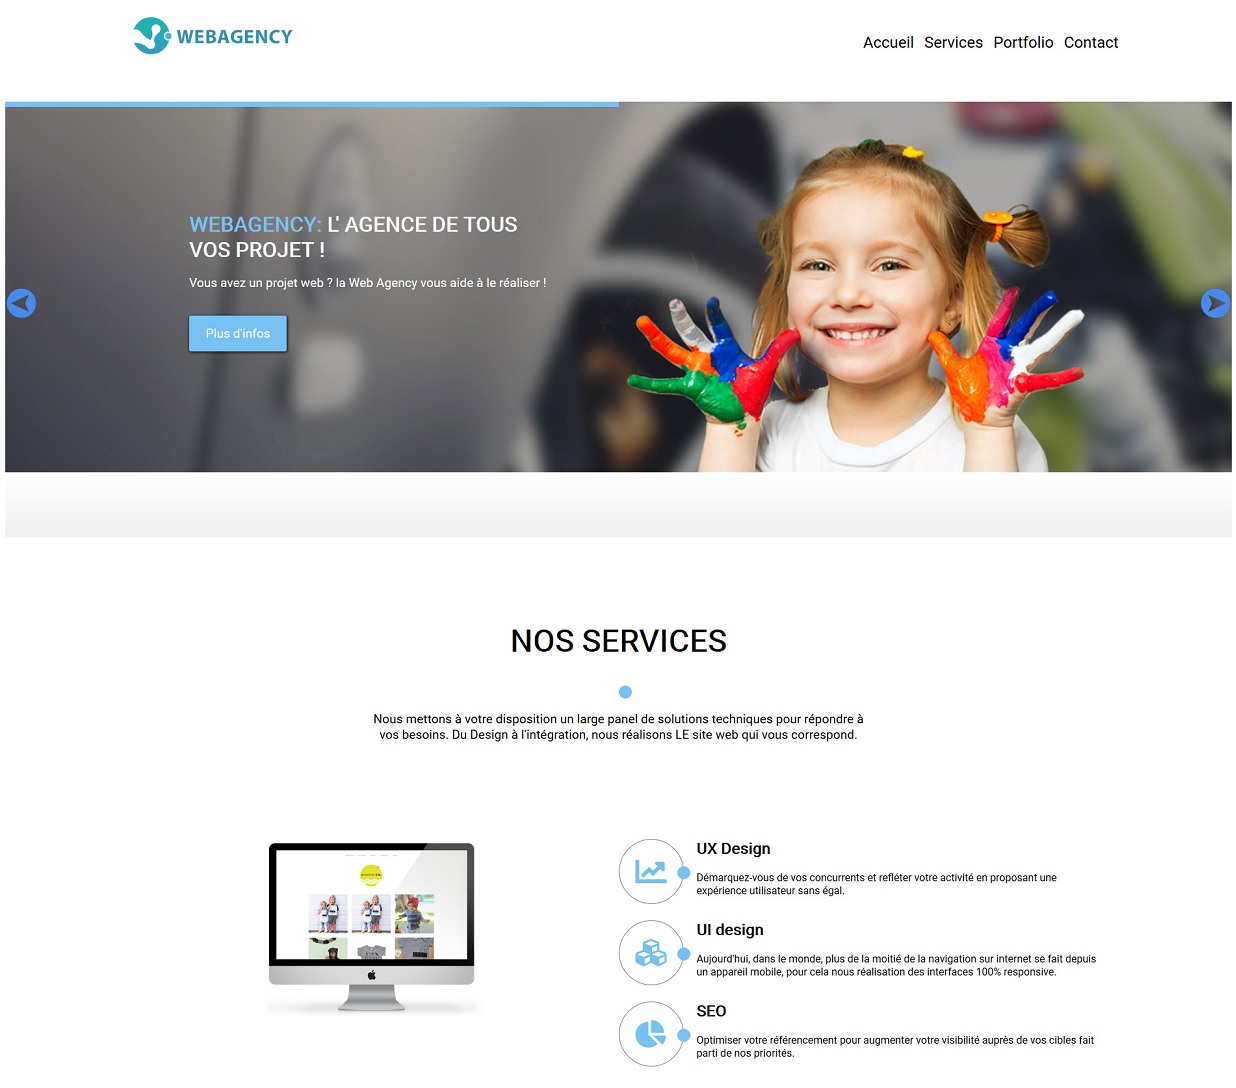 WEBAGENCY
Accueil Services Portfolio Contact
WEBAGENCY: L' AGENCE DE TOUS
VOS PROJET !
Vous avez un projet web ? la Web Agency vous aide à le réaliser !
Plus d'infos
NOS SERVICES
Nous mettons à votre disposition un large panel de solutions techniques pour répondre à
vos besoins. Du Design à l'intégration, nous réalisons LE site web qui vous correspond.
UX Design
Démarquez-vous de vos concurrents et refléter votre activité en proposant une
expérience utilisateur sans égal.
UI design
Aujourd'hui, dans le monde, plus de la moitié de la navigation sur internet se fait depuis
un appareil mobile, pour cela nous réalisation des interfaces 100% responsive.
SEO
Optimiser votre référencement pour augmenter votre visibilité auprès de vos cibles fait
parti de nos priorités.